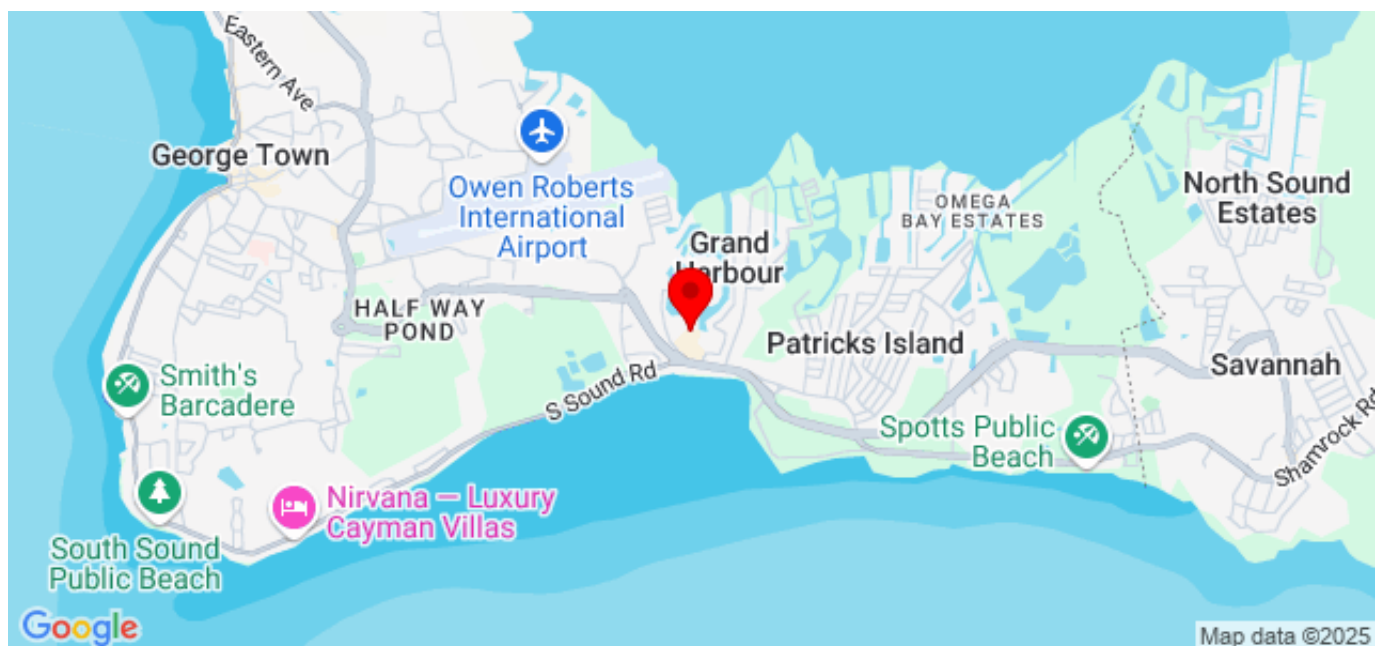 Eastern Ave
George Town
Owen Roberts
International
Airport
Grand
Harbour
OMEGA
BAY ESTATES
North Sound
Estates
HALF WAY
POND
Patricks Island
Savannah
S Sound Rd
Smith's
Barcadere
Spotts Public
Beach
Shamrock Rd
Nirvana — Luxury
Cayman Villas
South Sound
Public Beach
Google
Map data ©2025